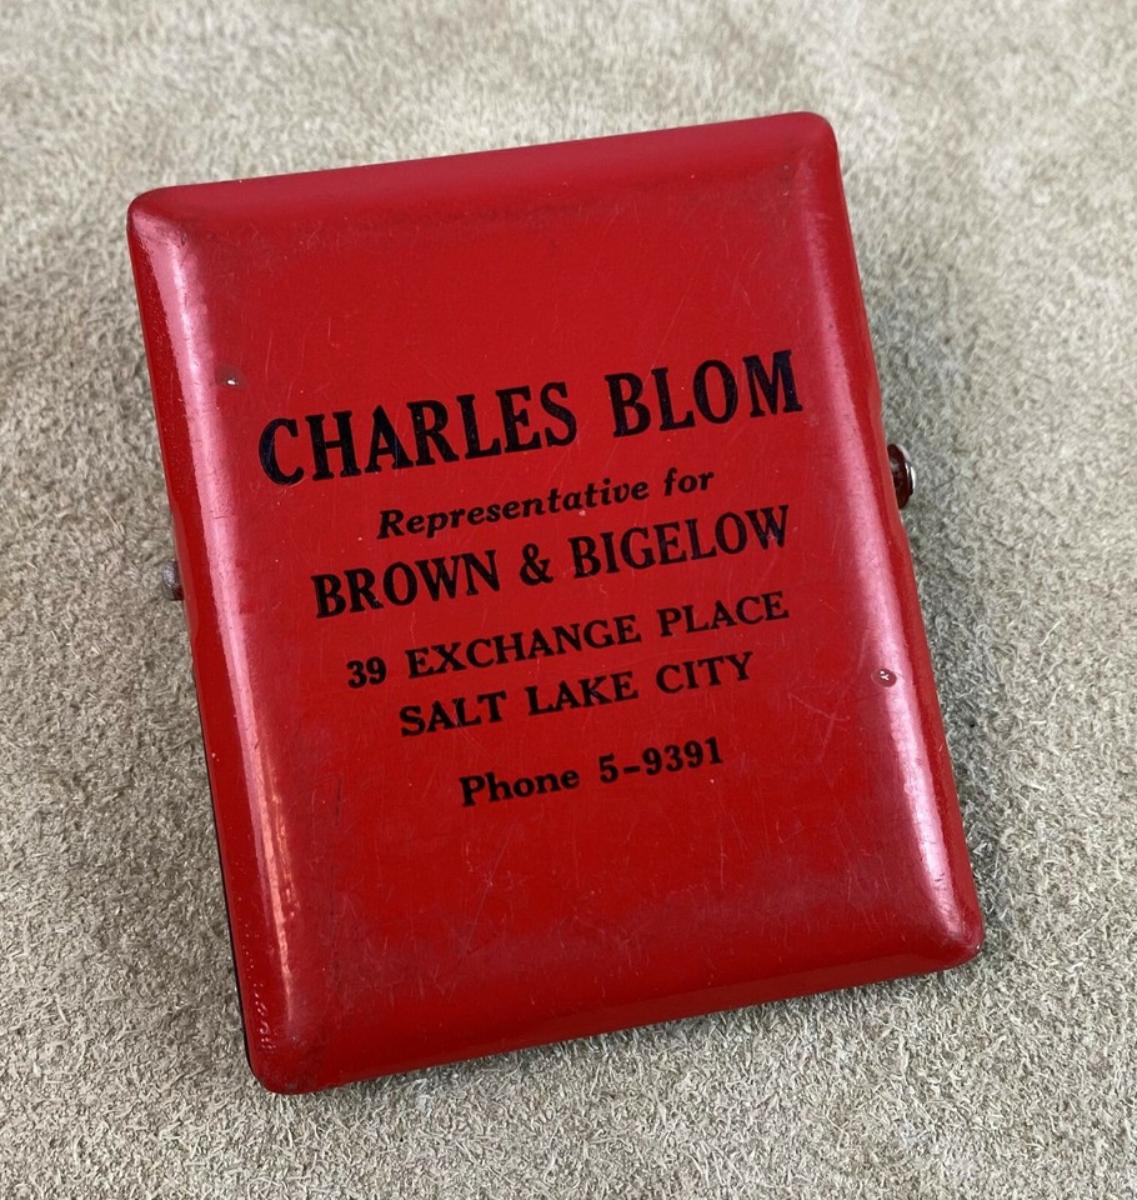 CHARLES BLOM
Representative for
BROWN & BIGELOW
39 EXCHANGE PLACE
SALT LAKE CITY
Phone 5-9391